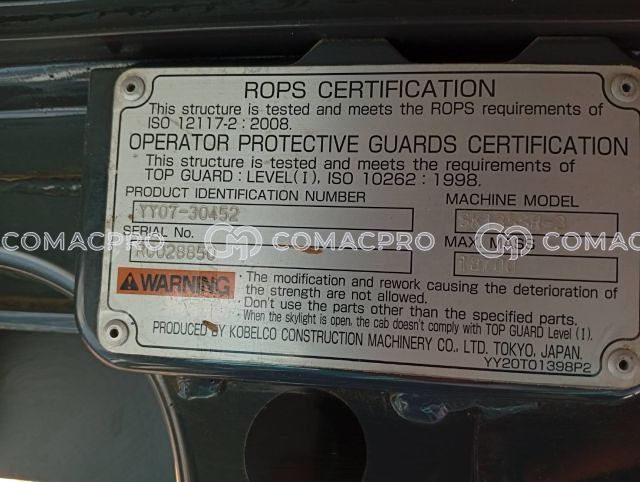 ROPS CERTIFICATION
This structure is tested and meets the ROPS requirements of
ISO 12117-2 : 2008.
OPERATOR PROTECTIVE GUARDS CERTIFICATION
This structure is tested and meets the requirements of
TOP GUARD : LEVEL(I), ISO 10262 : 1998.
PRODUCT IDENTIFICATION NUMBER
MACHINE MODEL
YY07-30452
SERIAL No.
MAX. MASS
COMACPRO COMACPRO COMACPRO
WARNING
· The modification and rework causing the deterioration of
the strength are not allowed.
· Don't use the parts other than the specified parts.
· When the skylight is open, the cab doesn't comply with TOP GUARD Level (I).
PRODUCED BY KOBELCO CONSTRUCTION MACHINERY CO., LTD. TOKYO, JAPAN.
YY20T01398P2